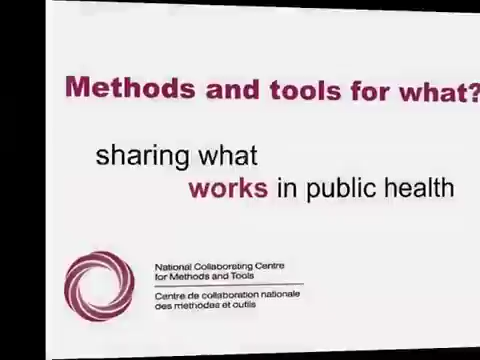 Methods and tools for what?
sharing what
works in public health
National Collaborating Centre
for Methods and Tools
Centre de collaboration nationale
des méthodes et outils